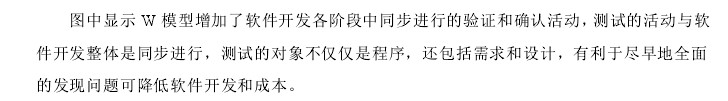 图中显示 W 模型增加了软件开发各阶段中同步进行的验证和确认活动，测试的活动与软
件开发整体是同步进行，测试的对象不仅仅是程序，还包括需求和设计，有利于尽早地全面
的发现问题可降低软件开发和成本。